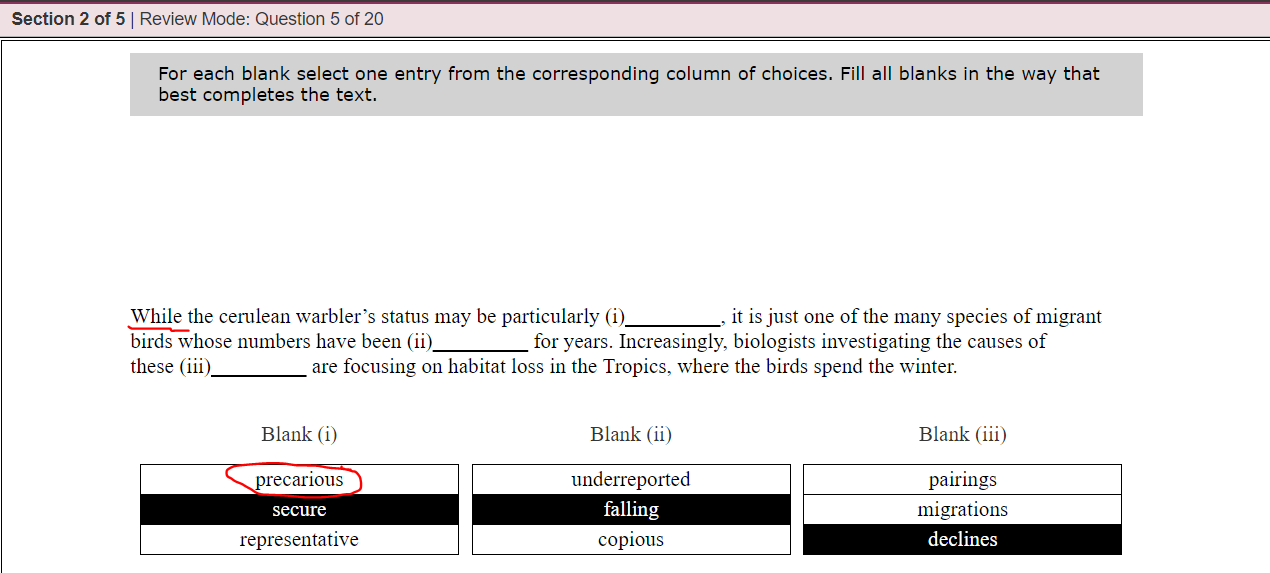 Section 2 of 5 | Review Mode: Question 5 of 20
For each blank select one entry from the corresponding column of choices. Fill all blanks in the way that
best completes the text.
While the cerulean warbler’s status may be particularly (i)__________, it is just one of the many species of migrant
birds whose numbers have been (ii)__________ for years. Increasingly, biologists investigating the causes of
these (iii)__________ are focusing on habitat loss in the Tropics, where the birds spend the winter.
Blank (i) Blank (ii) Blank (iii)
precarious underreported pairings
secure falling migrations
representative copious declines